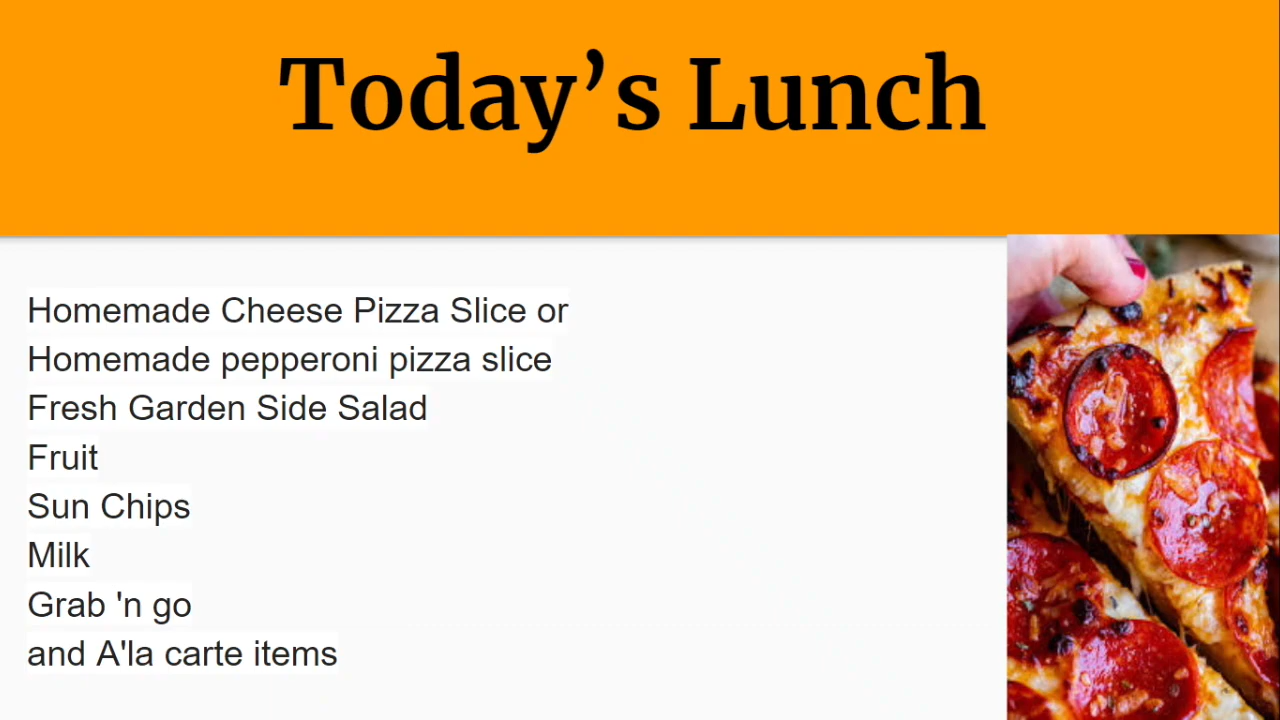 Today’s Lunch
Homemade Cheese Pizza Slice or
Homemade pepperoni pizza slice
Fresh Garden Side Salad
Fruit
Sun Chips
Milk
Grab 'n go
and A'la carte items